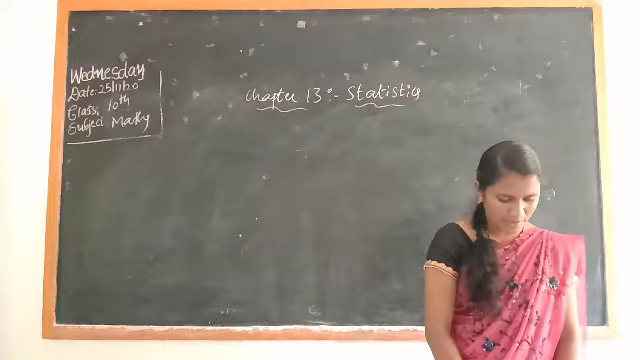 Wednesday
Date: 25/11/20
Class: 10th
Subject Maths
Chapter 13:- Statistics